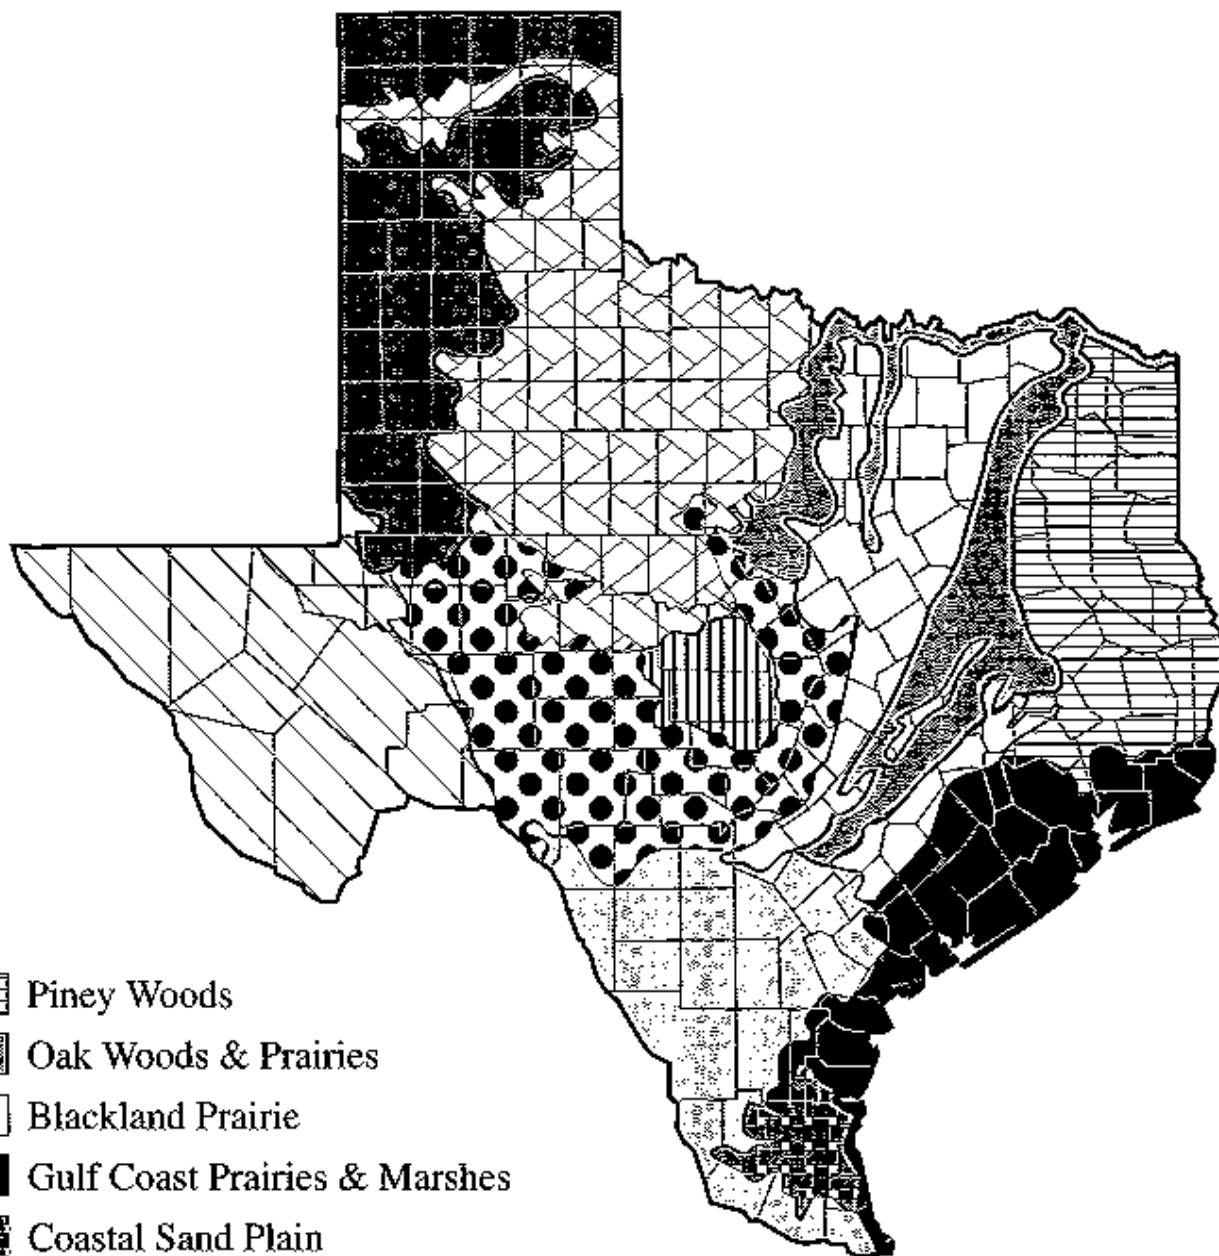 Piney Woods
Oak Woods & Prairies
Blackland Prairie
Gulf Coast Prairies & Marshes
Coastal Sand Plain